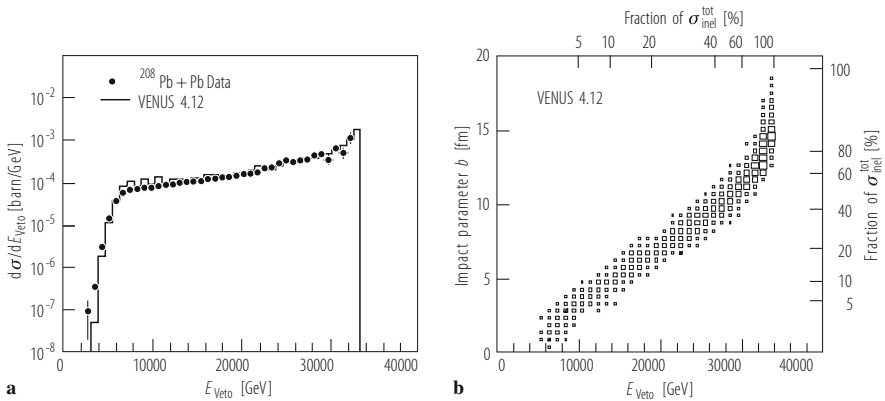 10⁻²
10⁻³
10⁻⁴
10⁻⁵
10⁻⁶
10⁻⁷
10⁻⁸
dσ/dE_Veto [barn/GeV]
²⁰⁸Pb + Pb Data
VENUS 4.12
0 10000 20000 30000 40000
E_Veto [GeV]
a
Fraction of σ_inel^tot [%]
5 10 20 40 60 100
20
15
10
5
0
Impact parameter b [fm]
VENUS 4.12
100
80
60
40
20
10
5
Fraction of σ_inel^tot [%]
0 10000 20000 30000 40000
E_Veto [GeV]
b